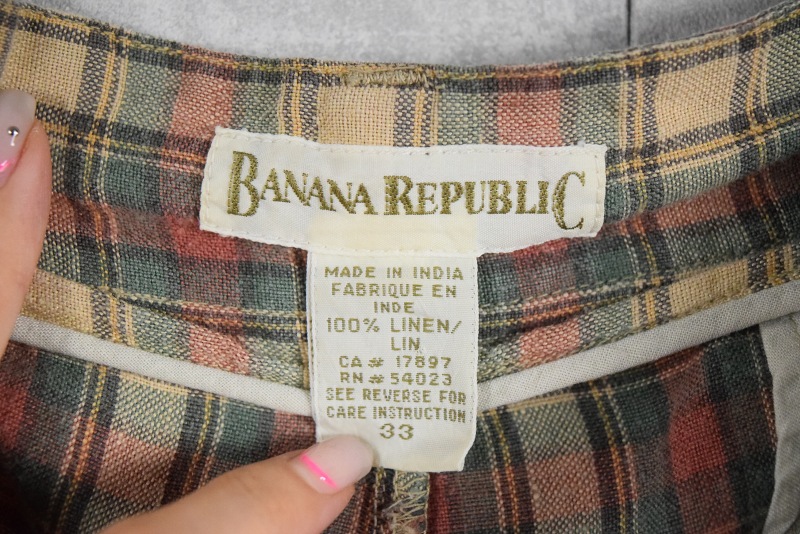 BANANA REPUBLIC
MADE IN INDIA
FABRIQUE EN
INDE
100% LINEN/
LIN
CA# 17897
RN# 54023
SEE REVERSE FOR
CARE INSTRUCTION
33